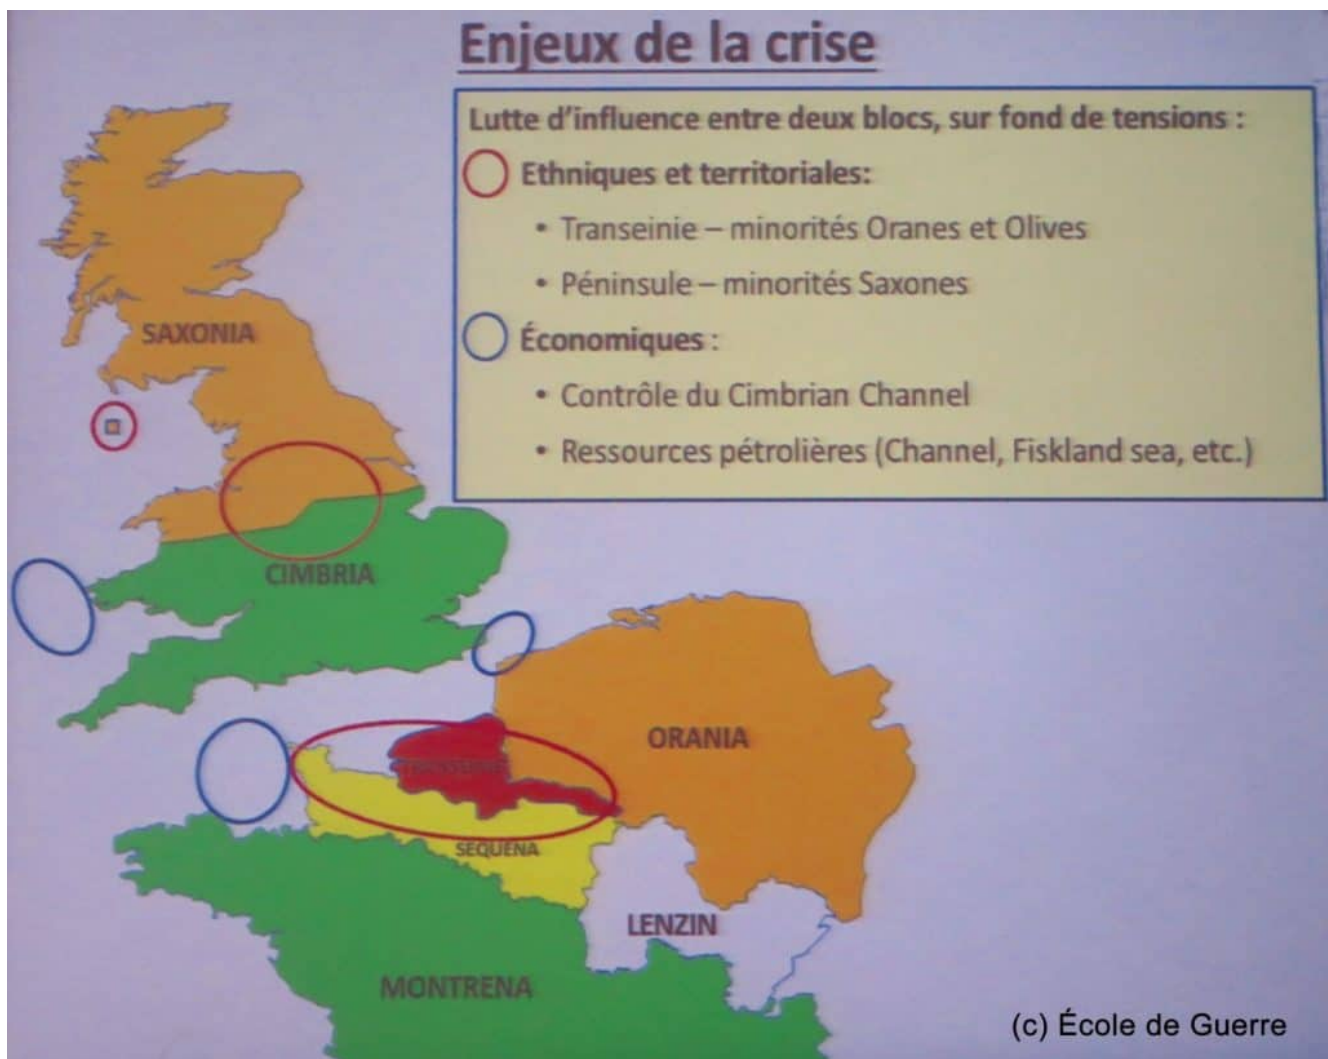 Enjeux de la crise
Lutte d'influence entre deux blocs, sur fond de tensions :
Ethniques et territoriales:
• Transeinie – minorités Oranes et Olives
• Péninsule – minorités Saxones
Économiques :
• Contrôle du Cimbrian Channel
• Ressources pétrolières (Channel, Fiskland sea, etc.)
SAXONIA
CIMBRIA
ORANIA
TRANSEINIE
SEQUENA
LENZIN
MONTRENA
(c) École de Guerre